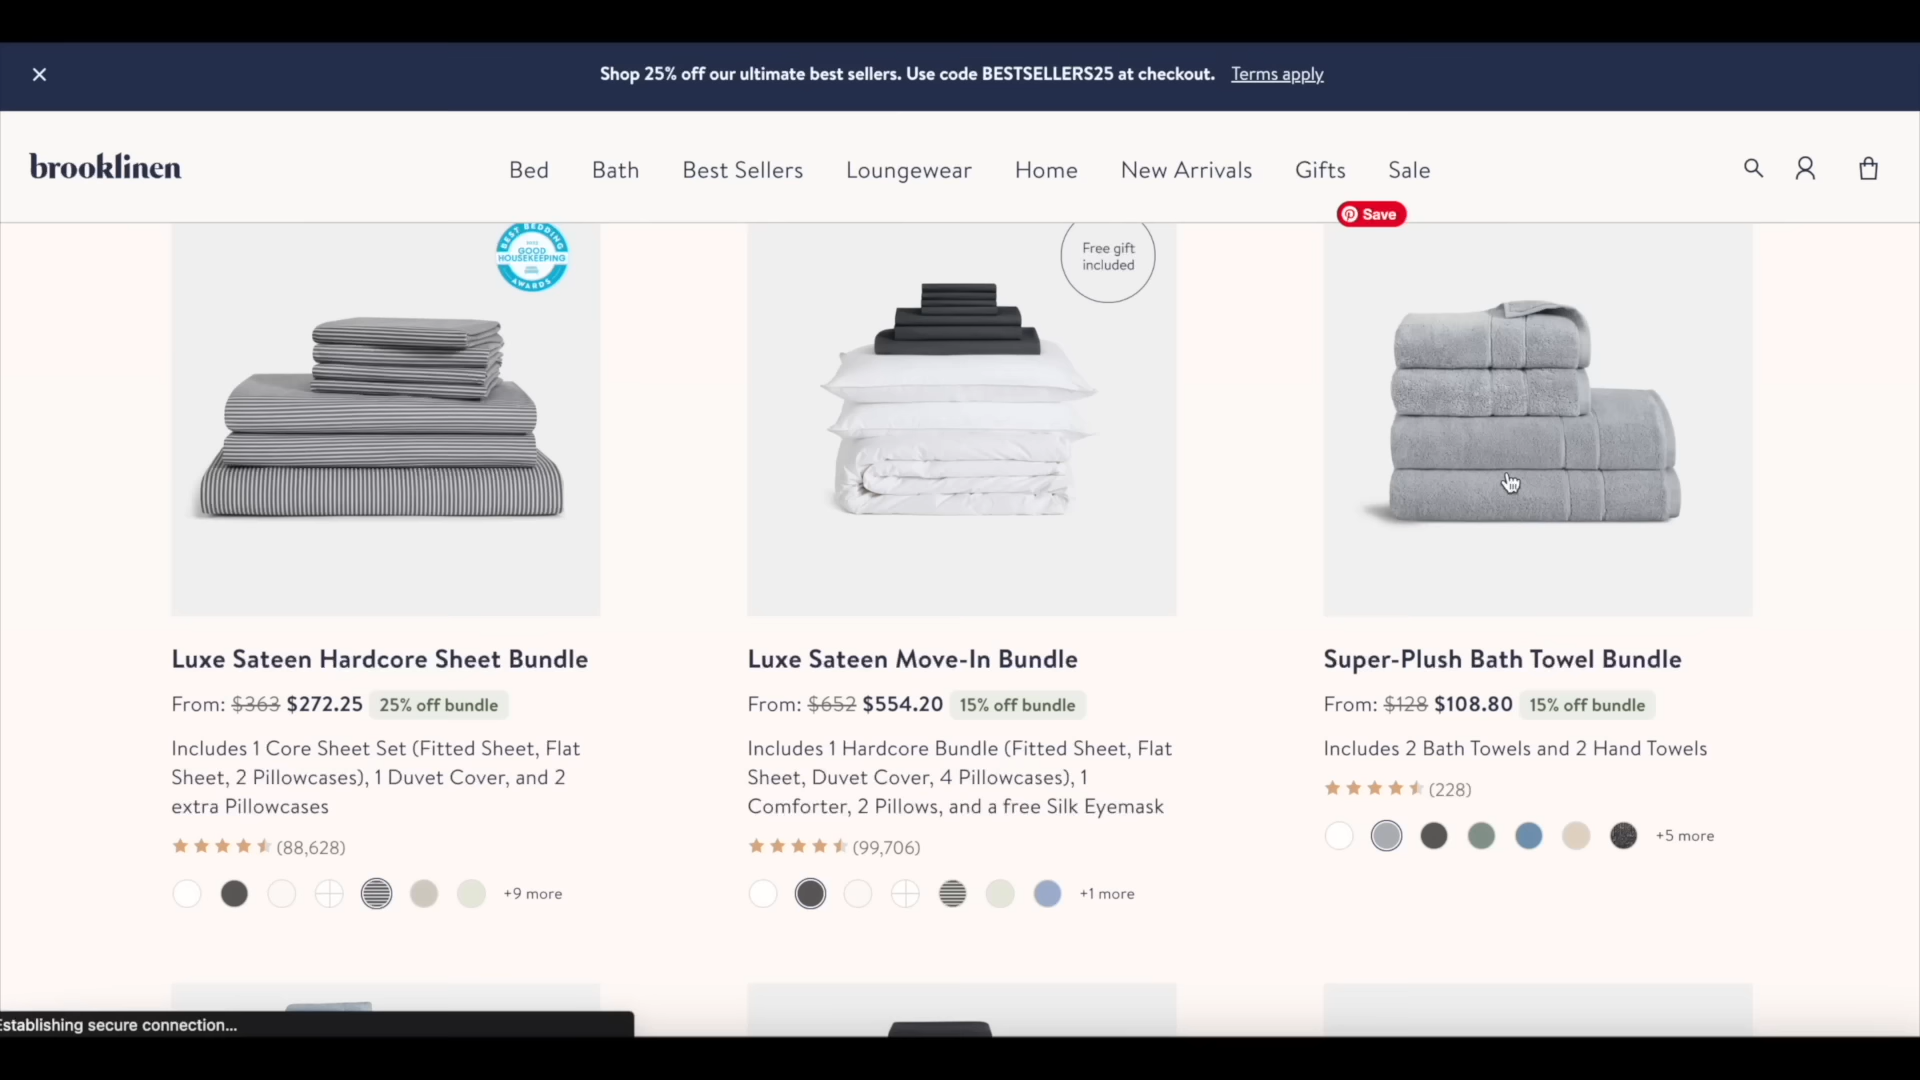 Shop 25% off our ultimate best sellers. Use code BESTSELLERS25 at checkout. Terms apply
brooklinen
Bed Bath Best Sellers Loungewear Home New Arrivals Gifts Sale
Save
BEST BEDDING
GOOD
HOUSEKEEPING
AWARDS
Free gift
included
Luxe Sateen Hardcore Sheet Bundle
From: $363 $272.25 25% off bundle
Includes 1 Core Sheet Set (Fitted Sheet, Flat
Sheet, 2 Pillowcases), 1 Duvet Cover, and 2
extra Pillowcases
(88,628)
+9 more
Luxe Sateen Move-In Bundle
From: $652 $554.20 15% off bundle
Includes 1 Hardcore Bundle (Fitted Sheet, Flat
Sheet, Duvet Cover, 4 Pillowcases), 1
Comforter, 2 Pillows, and a free Silk Eyemask
(99,706)
+1 more
Super-Plush Bath Towel Bundle
From: $128 $108.80 15% off bundle
Includes 2 Bath Towels and 2 Hand Towels
(228)
+5 more
Establishing secure connection...